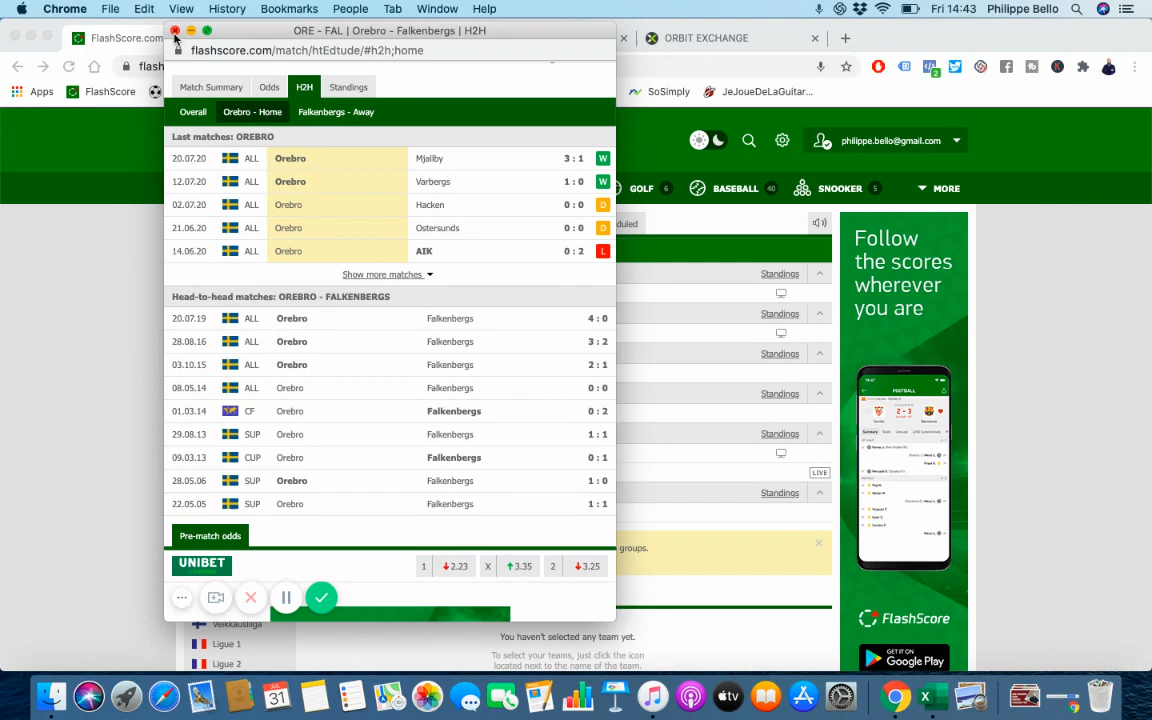 Chrome File Edit View History Bookmarks People Tab Window Help Fri 14:43 Philippe Bello
FlashScore.com ORE - FAL | Orebro - Falkenbergs | H2H ORBIT EXCHANGE
flashscore.com/match/htEdtude/#h2h;home
flash
Apps FlashScore SoSimply JeJoueDeLaGuitar...
Match Summary Odds H2H Standings
Overall Orebro - Home Falkenbergs - Away
philippe.bello@gmail.com
GOLF 6 BASEBALL 40 SNOOKER 5 MORE
Last matches: OREBRO
20.07.20 ALL Orebro Mjallby 3 : 1 W
12.07.20 ALL Orebro Varbergs 1 : 0 W
02.07.20 ALL Orebro Hacken 0 : 0 D
21.06.20 ALL Orebro Ostersunds 0 : 0 D
14.06.20 ALL Orebro AIK 0 : 2 L
Show more matches
Head-to-head matches: OREBRO - FALKENBERGS
20.07.19 ALL Orebro Falkenbergs 4 : 0
28.08.16 ALL Orebro Falkenbergs 3 : 2
03.10.15 ALL Orebro Falkenbergs 2 : 1
08.05.14 ALL Orebro Falkenbergs 0 : 0
01.03.14 CF Orebro Falkenbergs 0 : 2
29.08.13 SUP Orebro Falkenbergs 1 : 1
09.03.13 CUP Orebro Falkenbergs 0 : 1
28.05.06 SUP Orebro Falkenbergs 1 : 0
22.05.05 SUP Orebro Falkenbergs 1 : 1
Pre-match odds
UNIBET 1 2.23 X 3.35 2 3.25
Veikkausliiga
Ligue 1
Ligue 2
duled
Standings
Standings
Standings
Standings
Standings
LIVE
Standings
groups.
You haven't selected any team yet.
To select your teams, just click the icon
located next to the name of the team.
Follow
the scores
wherever
you are
FOOTBALL
2 - 3
FlashScore
GET IT ON
Google Play
JUL
31
tv